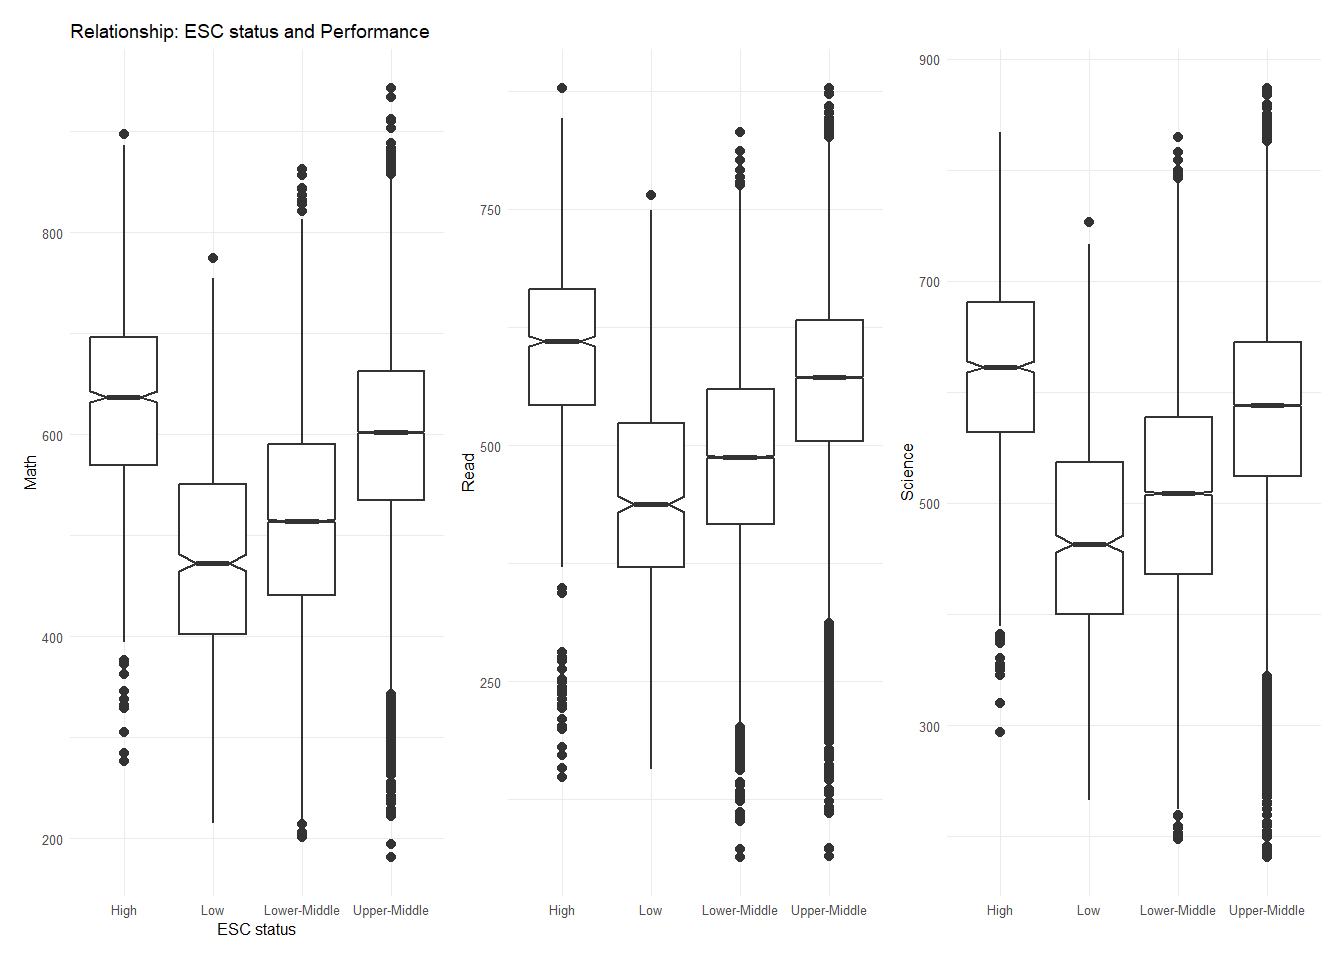 Relationship: ESC status and Performance
Math
800
600
400
200
High Low Lower-Middle Upper-Middle
ESC status
Read
750
500
250
High Low Lower-Middle Upper-Middle
Science
900
700
500
300
High Low Lower-Middle Upper-Middle